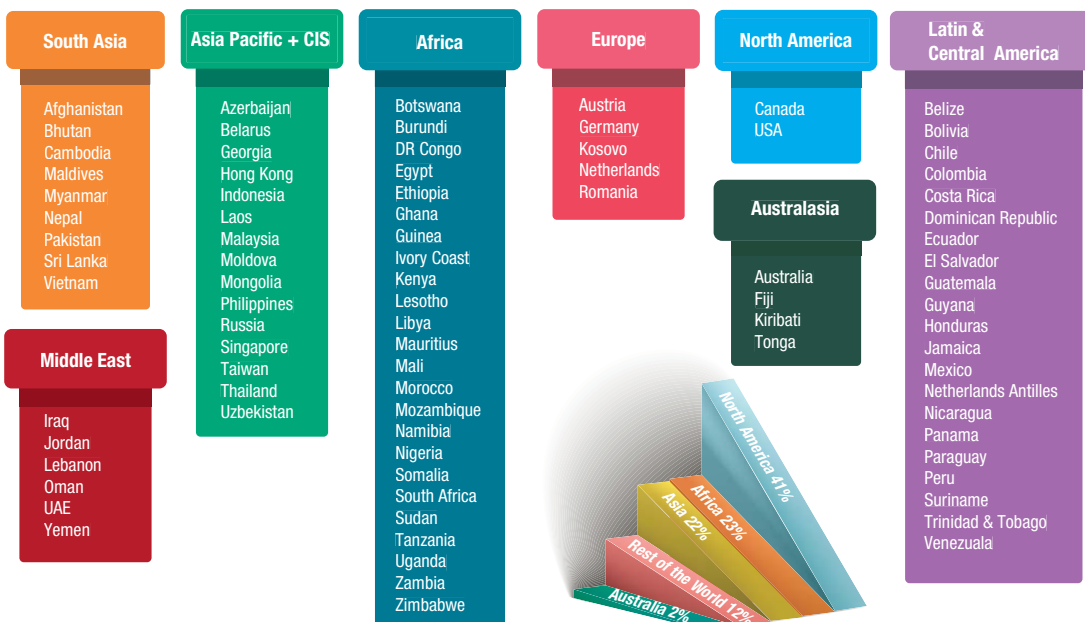 South Asia
Afghanistan
Bhutan
Cambodia
Maldives
Myanmar
Nepal
Pakistan
Sri Lanka
Vietnam
Middle East
Iraq
Jordan
Lebanon
Oman
UAE
Yemen
Asia Pacific + CIS
Azerbaijan
Belarus
Georgia
Hong Kong
Indonesia
Laos
Malaysia
Moldova
Mongolia
Philippines
Russia
Singapore
Taiwan
Thailand
Uzbekistan
Africa
Botswana
Burundi
DR Congo
Egypt
Ethiopia
Ghana
Guinea
Ivory Coast
Kenya
Lesotho
Libya
Mauritius
Mali
Morocco
Mozambique
Namibia
Nigeria
Somalia
South Africa
Sudan
Tanzania
Uganda
Zambia
Zimbabwe
Europe
Austria
Germany
Kosovo
Netherlands
Romania
North America
Canada
USA
Australasia
Australia
Fiji
Kiribati
Tonga
North America 41%
Africa 23%
Asia 22%
Rest of the World 12%
Australia 2%
Latin &
Central America
Belize
Bolivia
Chile
Colombia
Costa Rica
Dominican Republic
Ecuador
El Salvador
Guatemala
Guyana
Honduras
Jamaica
Mexico
Netherlands Antilles
Nicaragua
Panama
Paraguay
Peru
Suriname
Trinidad & Tobago
Venezuala